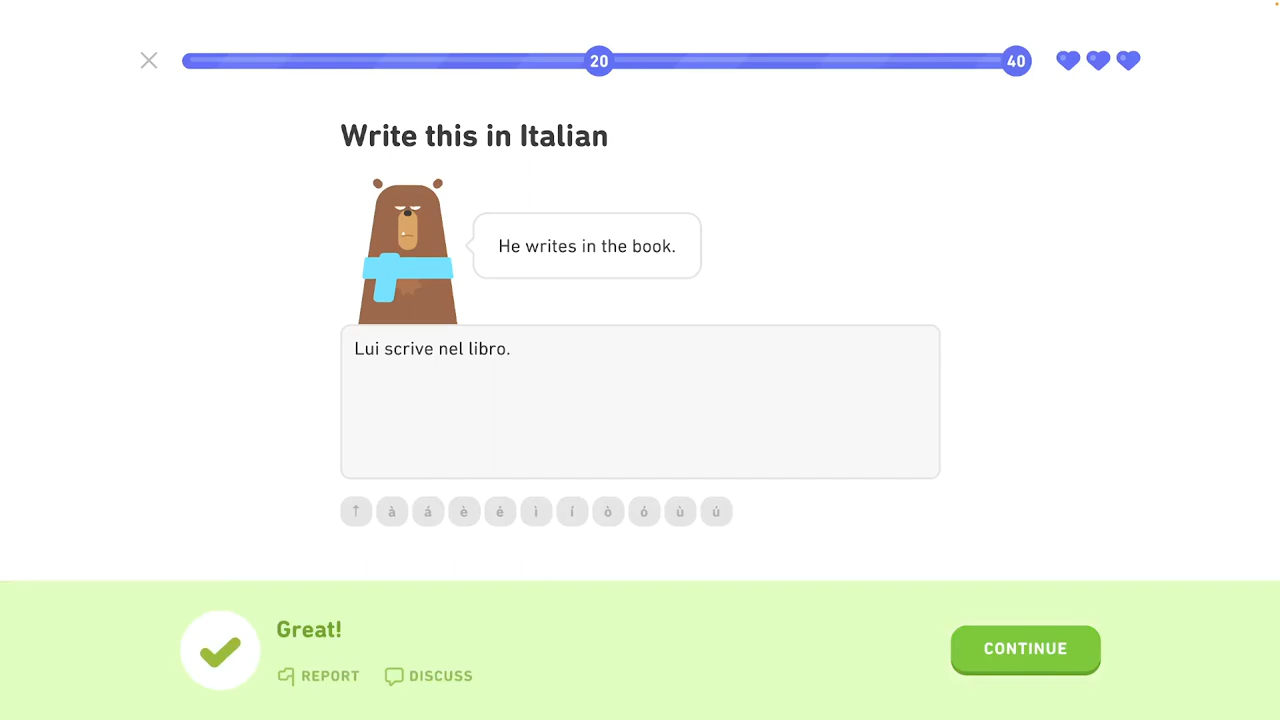 20
40
Write this in Italian
He writes in the book.
Lui scrive nel libro.
↑ à á è é ì í ò ó ù ú
Great!
REPORT DISCUSS
CONTINUE